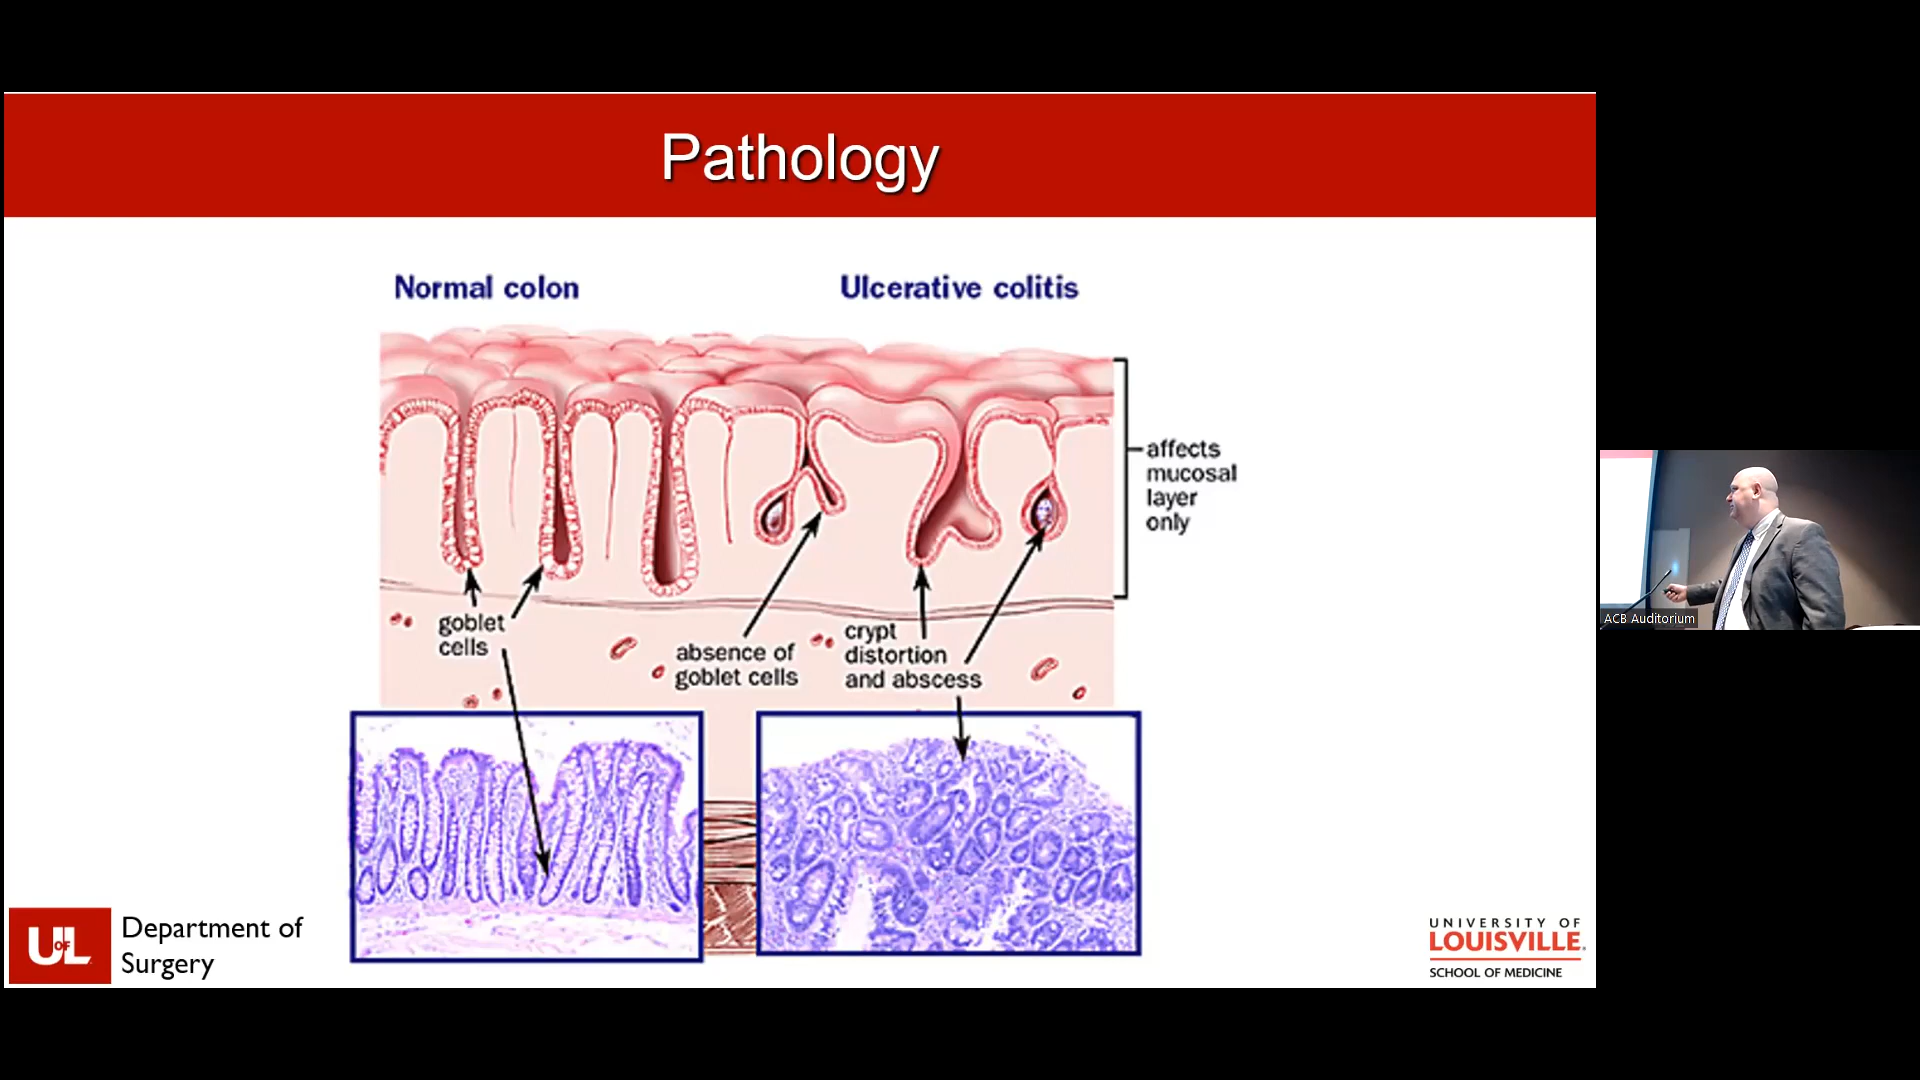 Pathology
Normal colon
Ulcerative colitis
affects
mucosal
layer
only
goblet
cells
absence of
goblet cells
crypt
distortion
and abscess
UofL
Department of
Surgery
UNIVERSITY OF
LOUISVILLE.
SCHOOL OF MEDICINE
ACB Auditorium